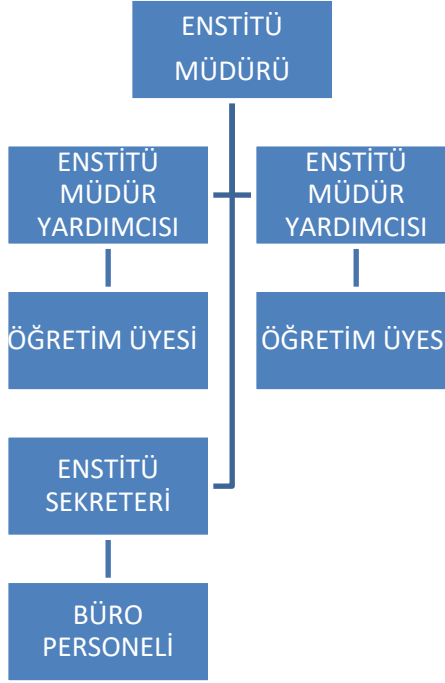 ENSTİTÜ
MÜDÜRÜ
ENSTİTÜ
MÜDÜR
YARDIMCISI
ENSTİTÜ
MÜDÜR
YARDIMCISI
ÖĞRETİM ÜYESİ
ÖĞRETİM ÜYES
ENSTİTÜ
SEKRETERİ
BÜRO
PERSONELİ